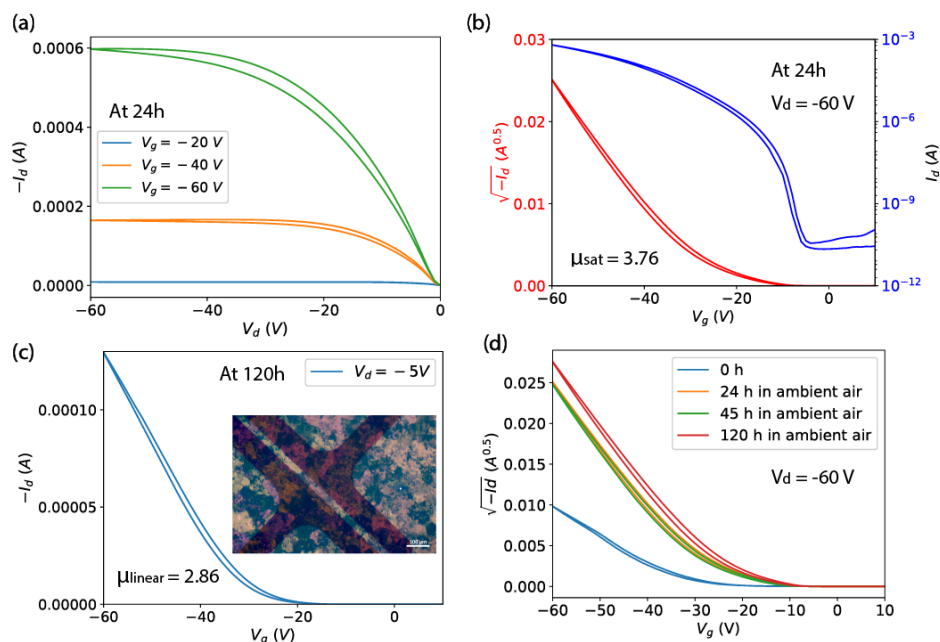 (a)
0.0006
0.0004
0.0002
0.0000
−I_d (A)
At 24h
V_g = − 20 V
V_g = − 40 V
V_g = − 60 V
−60
−40
−20
0
V_d (V)
(b)
0.03
0.02
0.01
0.00
√−I_d (A^0.5)
At 24h
V_d = -60 V
μsat = 3.76
10^−3
10^−6
10^−9
10^−12
I_d (A)
−60
−40
−20
0
V_g (V)
(c)
0.00010
0.00005
0.00000
−I_d (A)
At 120h
V_d = − 5V
100 μm
μlinear = 2.86
−60
−40
−20
0
V_g (V)
(d)
0.025
0.020
0.015
0.010
0.005
0.000
√−Id (A^0.5)
0 h
24 h in ambient air
45 h in ambient air
120 h in ambient air
V_d = -60 V
−60
−50
−40
−30
−20
−10
0
10
V_g (V)